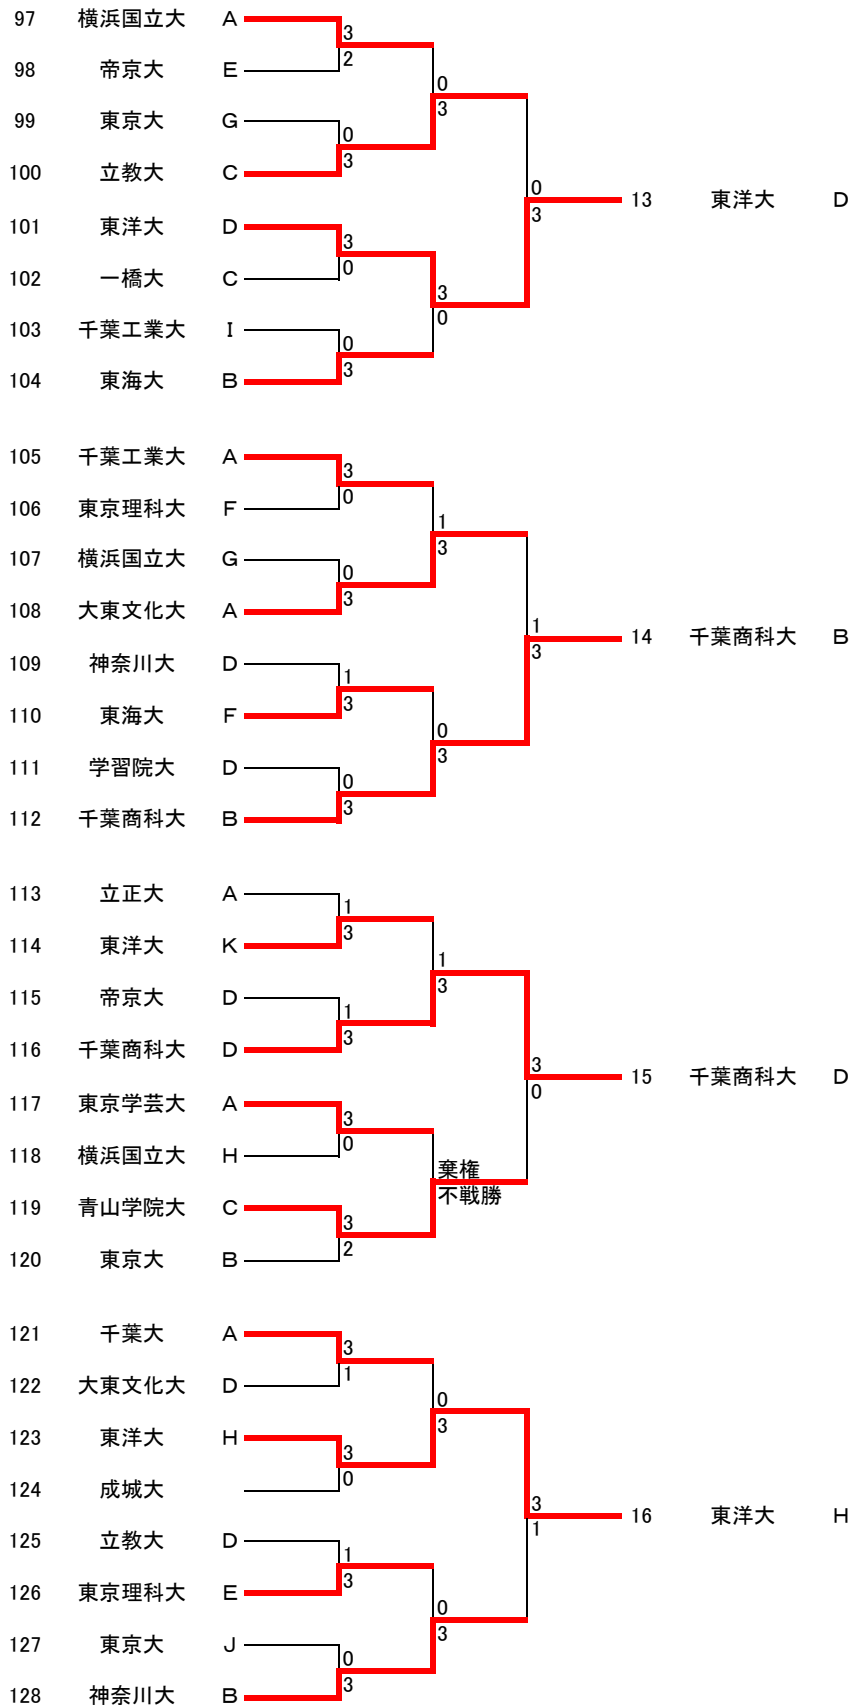 97 横浜国立大 A
3
2
98 帝京大 E
0
3
99 東京大 G
0
3
100 立教大 C
0
3
13 東洋大 D
101 東洋大 D
3
0
102 一橋大 C
3
0
103 千葉工業大 I
0
3
104 東海大 B
105 千葉工業大 A
3
0
106 東京理科大 F
1
3
107 横浜国立大 G
0
3
108 大東文化大 A
1
3
14 千葉商科大 B
109 神奈川大 D
1
3
110 東海大 F
0
3
111 学習院大 D
0
3
112 千葉商科大 B
113 立正大 A
1
3
114 東洋大 K
1
3
115 帝京大 D
1
3
116 千葉商科大 D
3
0
15 千葉商科大 D
117 東京学芸大 A
3
0
118 横浜国立大 H
棄権
不戦勝
119 青山学院大 C
3
2
120 東京大 B
121 千葉大 A
3
1
122 大東文化大 D
0
3
123 東洋大 H
3
0
124 成城大
3
1
16 東洋大 H
125 立教大 D
1
3
126 東京理科大 E
0
3
127 東京大 J
0
3
128 神奈川大 B